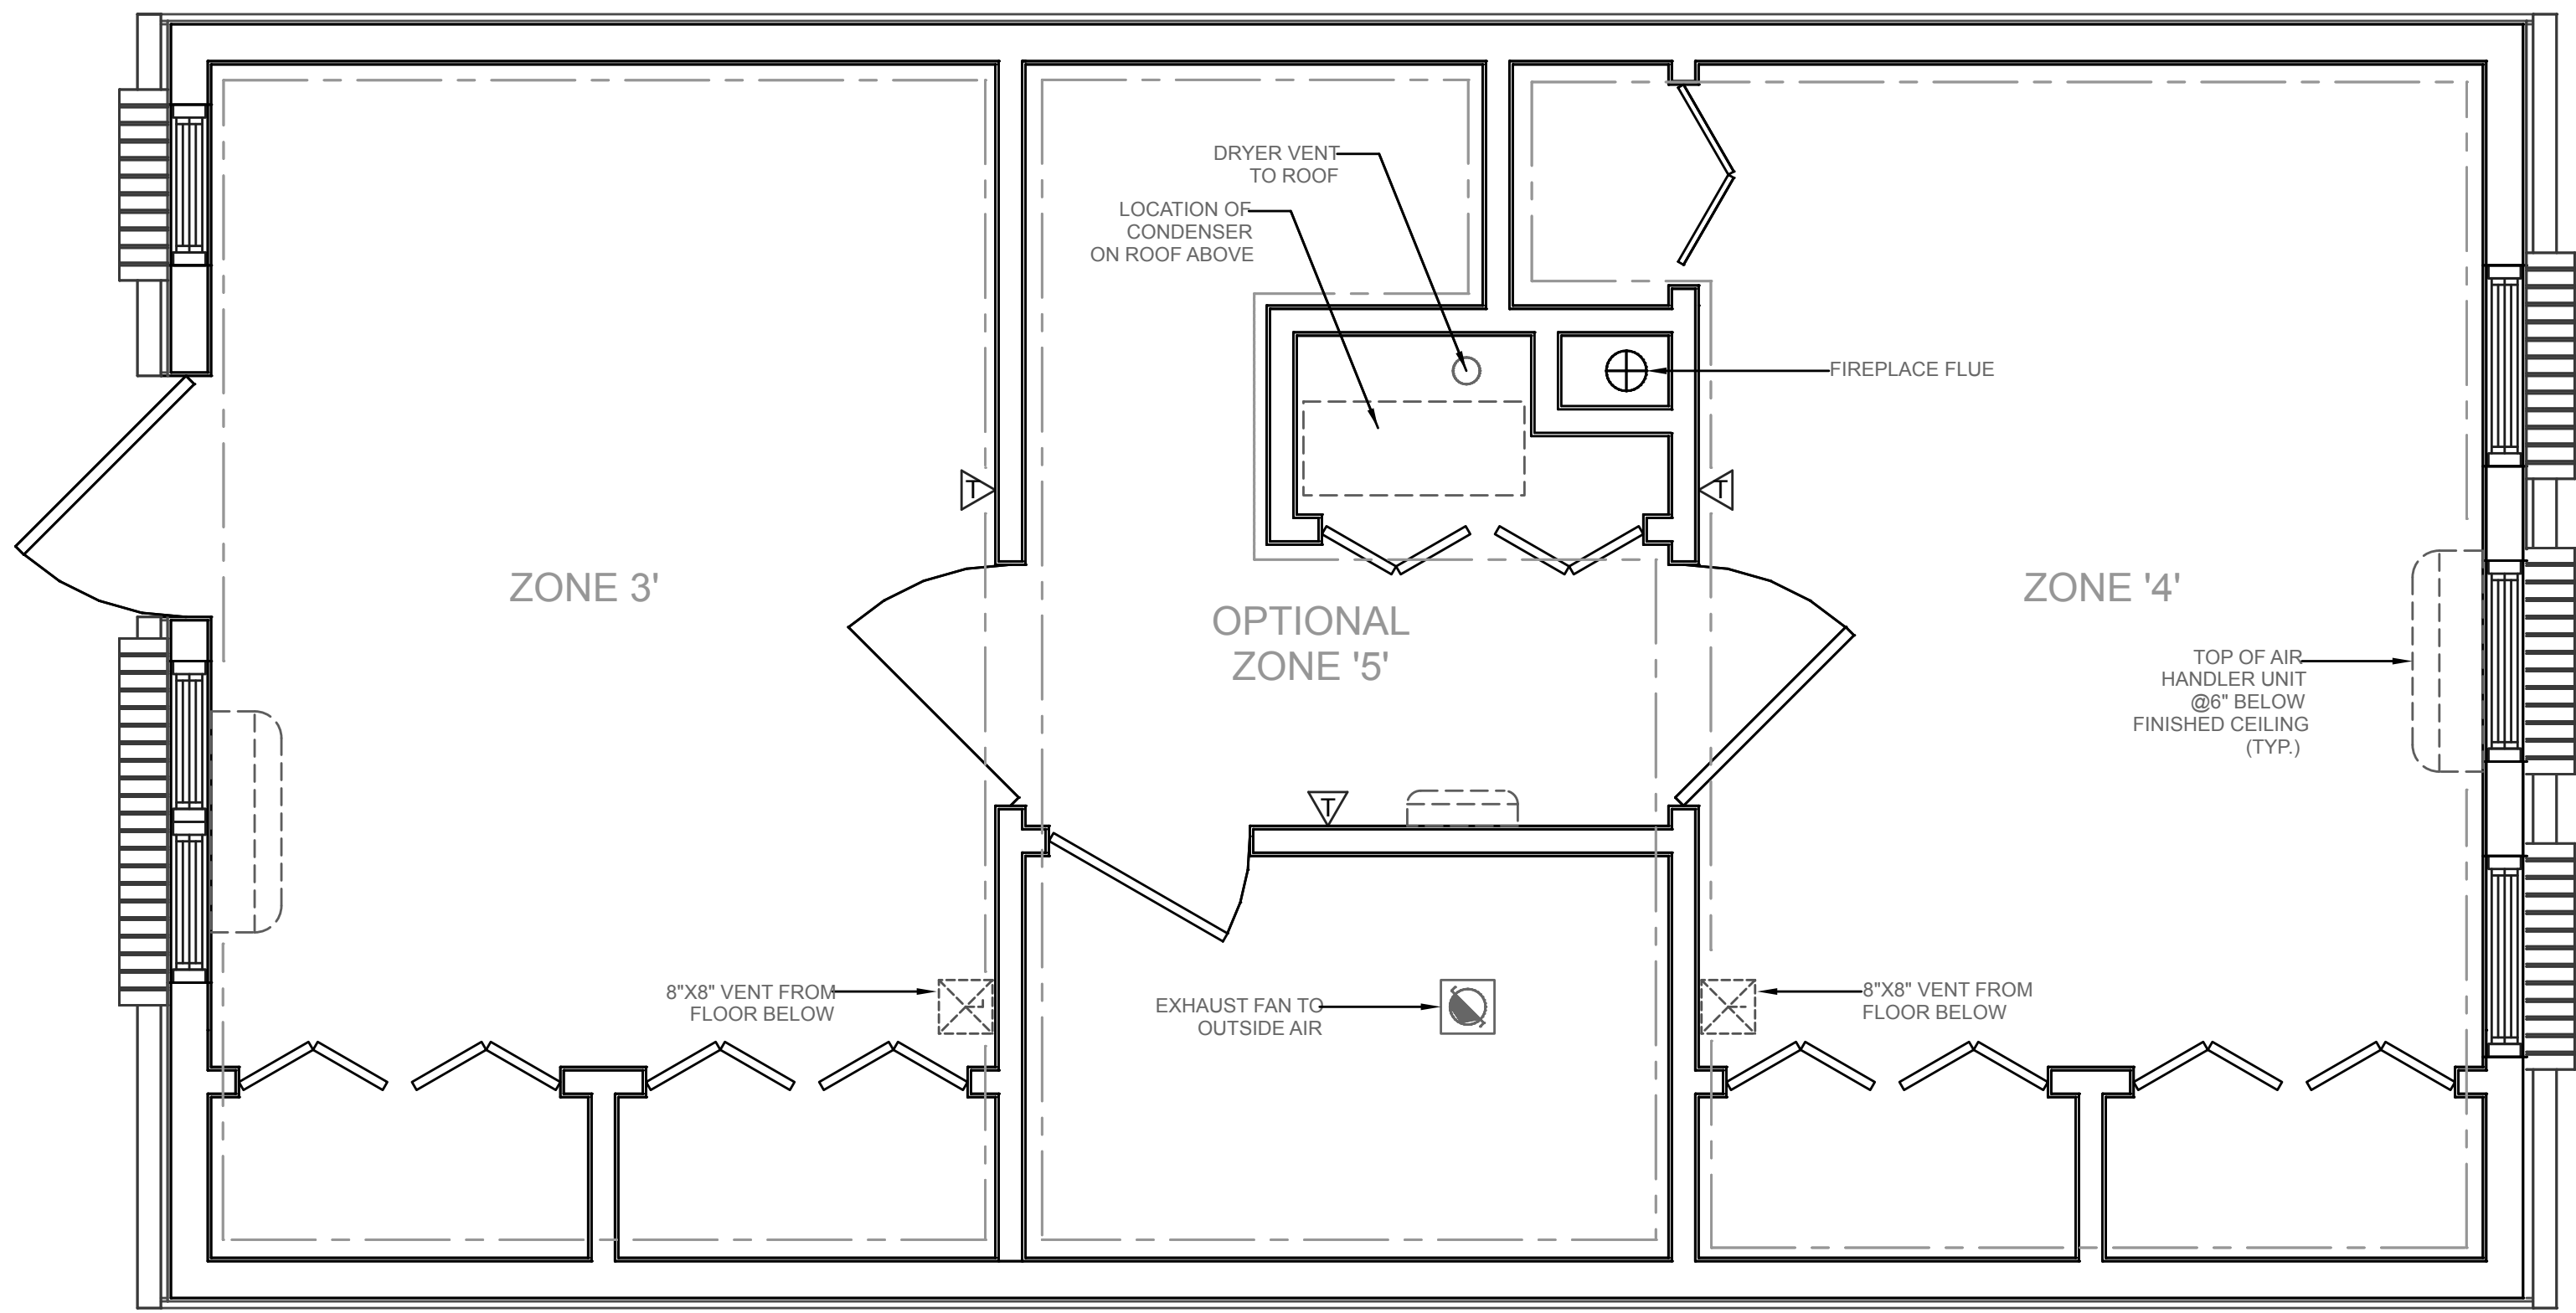 DRYER VENT
TO ROOF
LOCATION OF
CONDENSER
ON ROOF ABOVE
FIREPLACE FLUE
T
T
ZONE 3'
OPTIONAL
ZONE '5'
ZONE '4'
TOP OF AIR
HANDLER UNIT
@6" BELOW
FINISHED CEILING
(TYP.)
T
8"X8" VENT FROM
FLOOR BELOW
EXHAUST FAN TO
OUTSIDE AIR
8"X8" VENT FROM
FLOOR BELOW